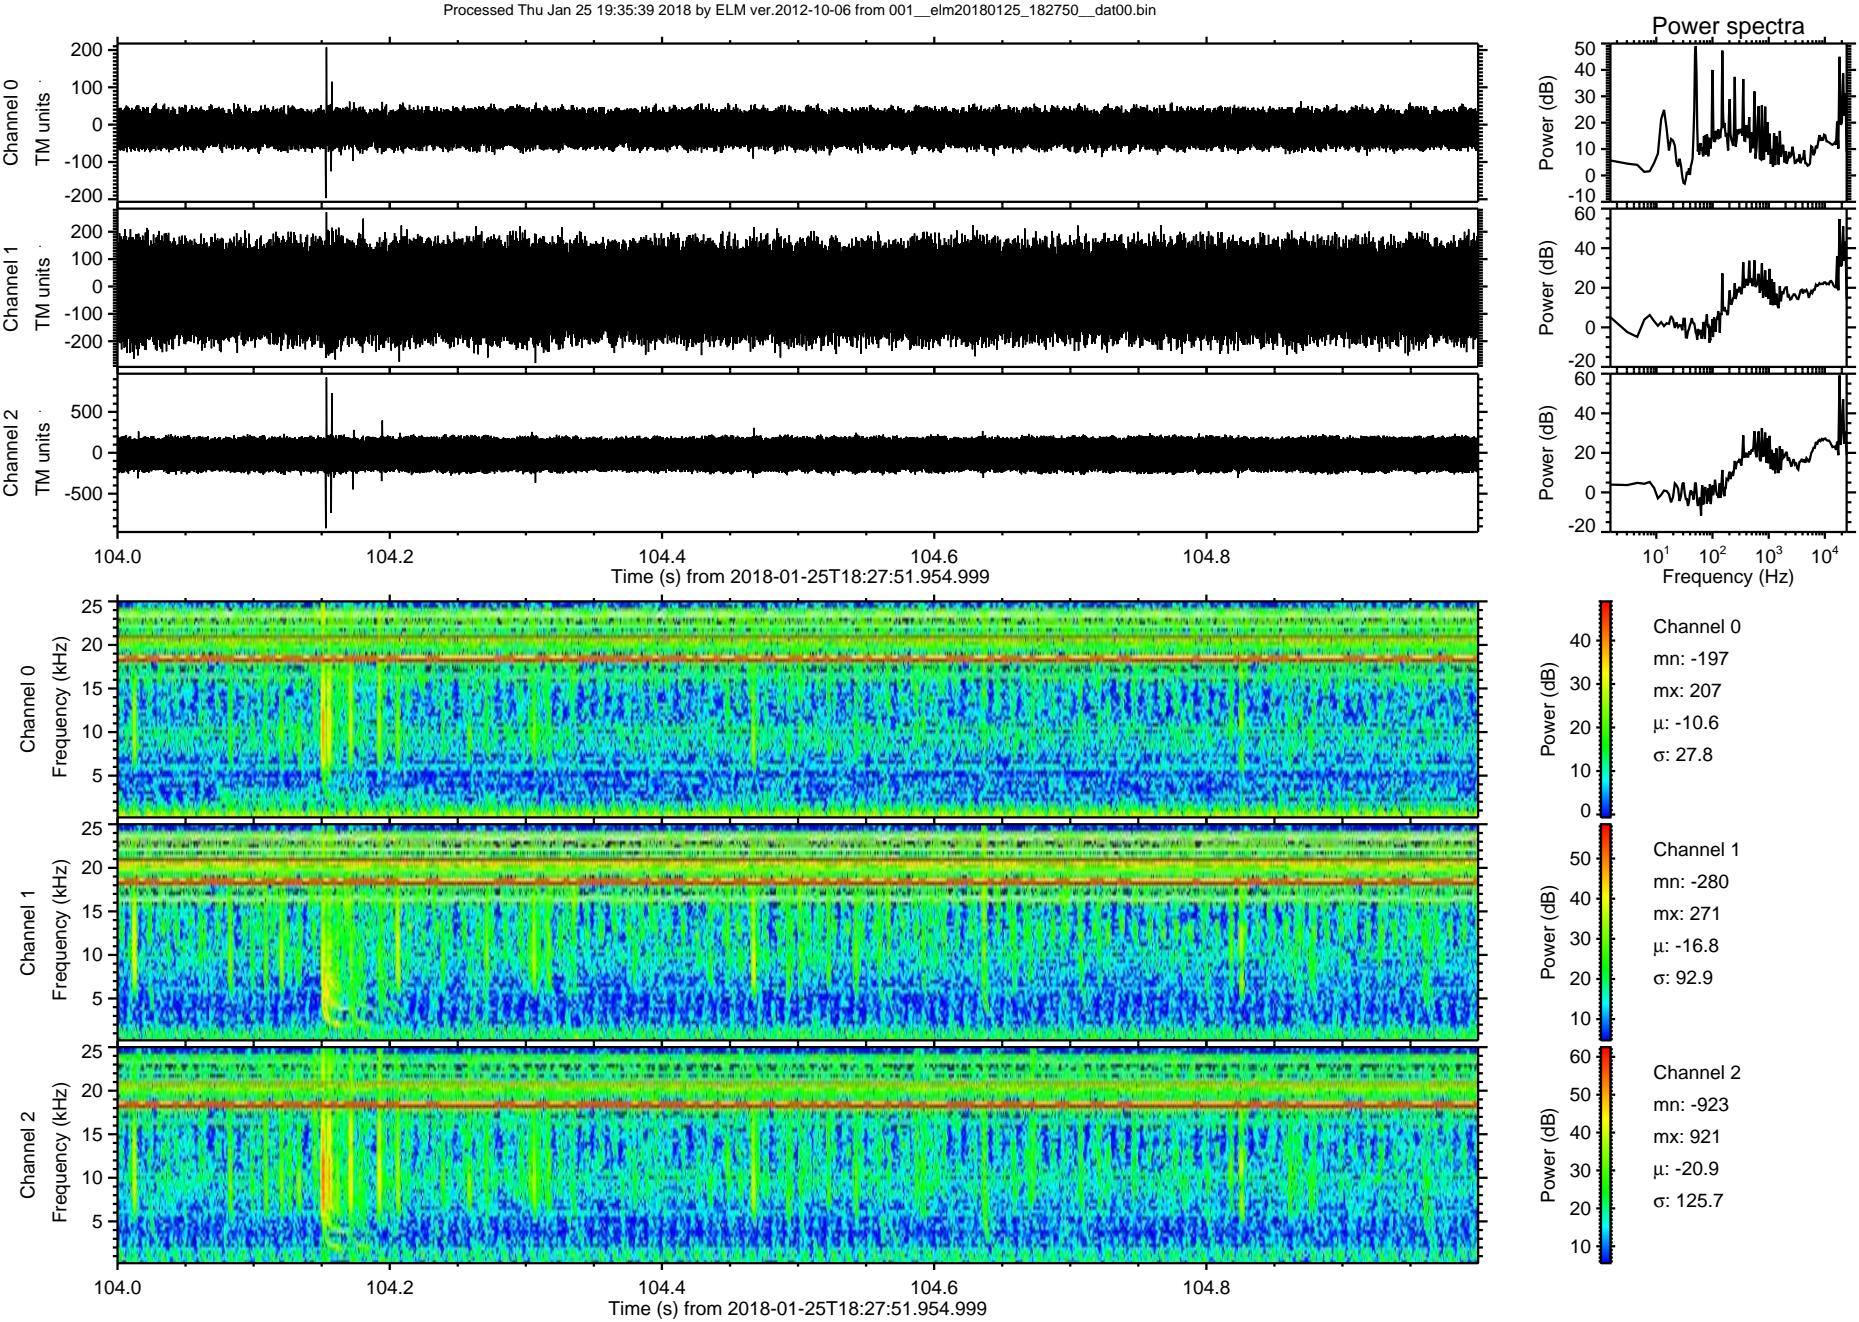 Processed Thu Jan 25 19:35:39 2018 by ELM ver.2012-10-06 from 001__elm20180125_182750__dat00.bin
Power spectra
Channel 0
TM units
200
100
0
-100
-200
Power (dB)
50
40
30
20
10
0
-10
Channel 1
TM units
200
100
0
-100
-200
Power (dB)
60
40
20
0
-20
Channel 2
TM units
500
0
-500
Power (dB)
60
40
20
0
-20
104.0 104.2 104.4 104.6 104.8
Time (s) from 2018-01-25T18:27:51.954.999
10¹ 10² 10³ 10⁴
Frequency (Hz)
Channel 0
Frequency (kHz)
25
20
15
10
5
Power (dB)
40
30
20
10
0
Channel 0
mn: -197
mx: 207
μ: -10.6
σ: 27.8
Channel 1
Frequency (kHz)
25
20
15
10
5
Power (dB)
50
40
30
20
10
Channel 1
mn: -280
mx: 271
μ: -16.8
σ: 92.9
Channel 2
Frequency (kHz)
25
20
15
10
5
Power (dB)
60
50
40
30
20
10
Channel 2
mn: -923
mx: 921
μ: -20.9
σ: 125.7
104.0 104.2 104.4 104.6 104.8
Time (s) from 2018-01-25T18:27:51.954.999